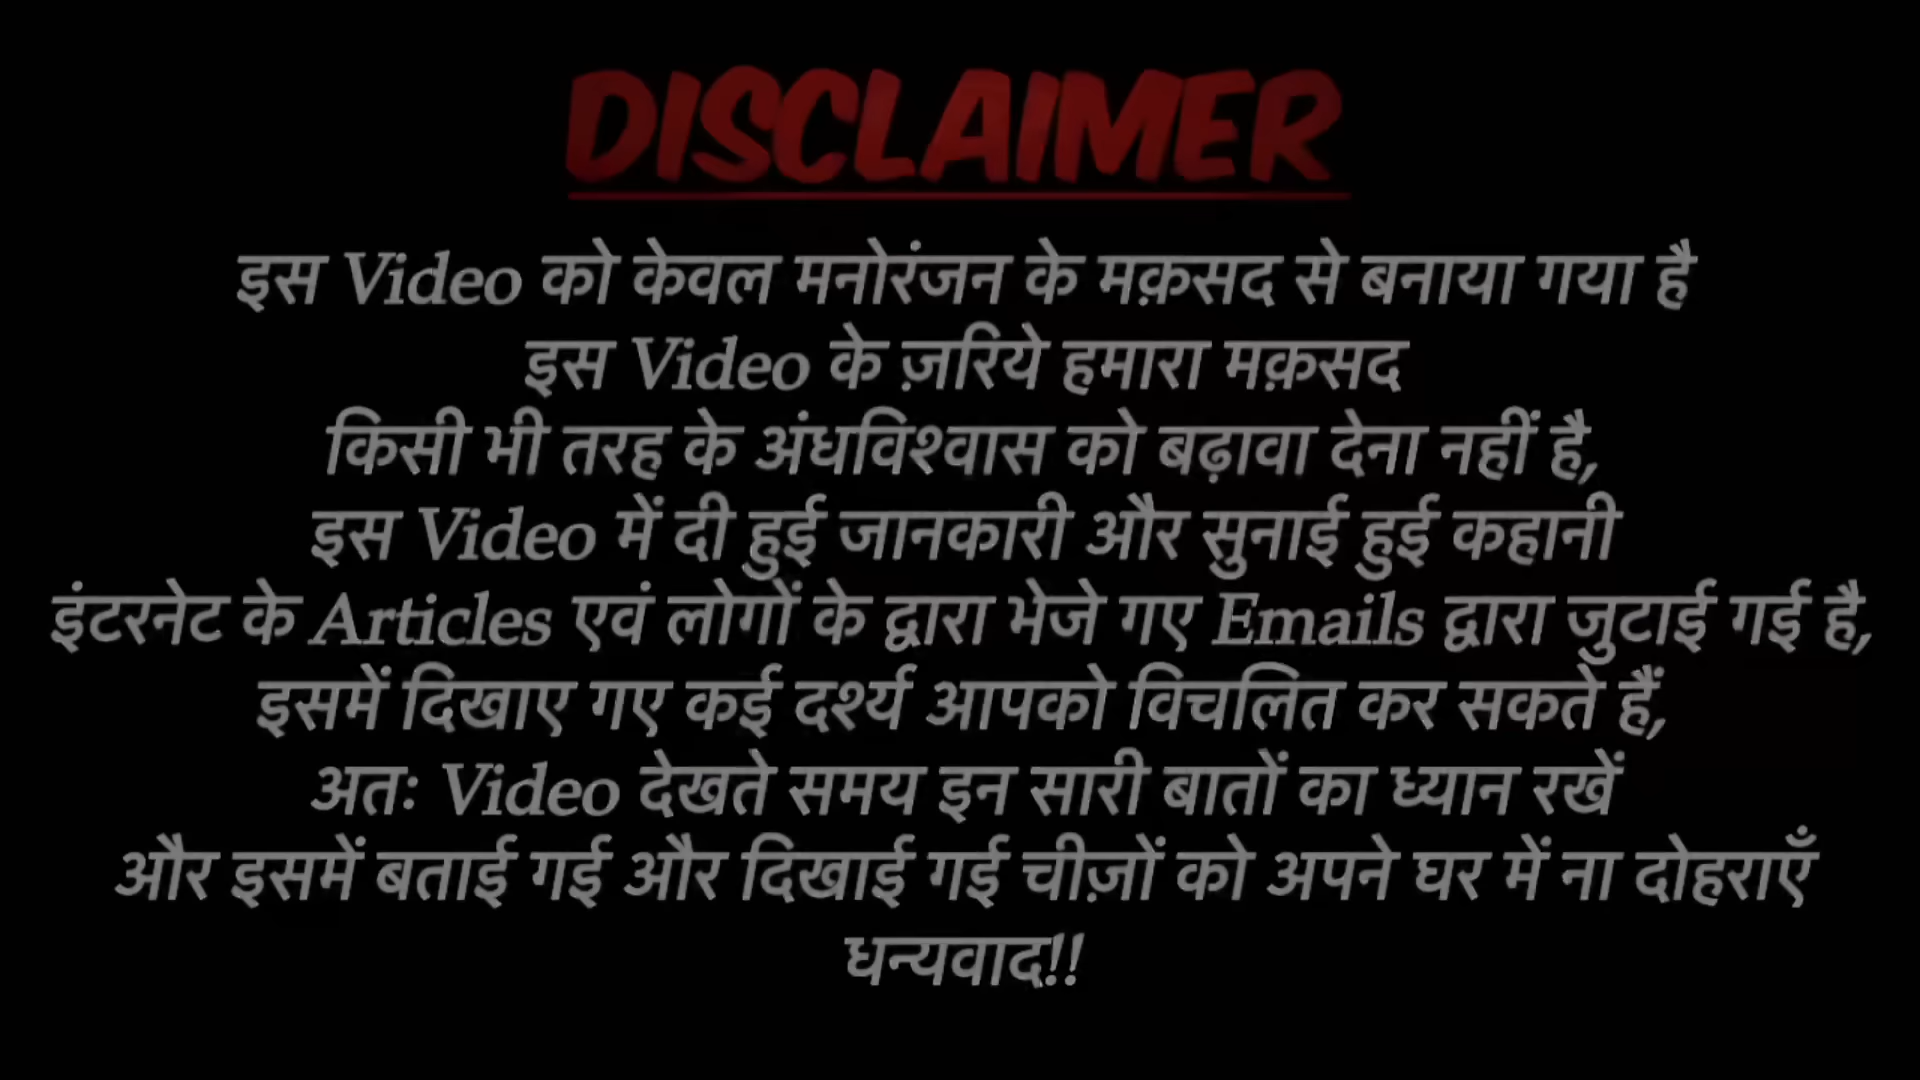 DISCLAIMER
इस Video को केवल मनोरंजन के मक़सद से बनाया गया है
इस Video के ज़रिये हमारा मक़सद
किसी भी तरह के अंधविश्वास को बढ़ावा देना नहीं है,
इस Video में दी हुई जानकारी और सुनाई हुई कहानी
इंटरनेट के Articles एवं लोगों के द्वारा भेजे गए Emails द्वारा जुटाई गई है,
इसमें दिखाए गए कई दर्श्य आपको विचलित कर सकते हैं,
अतः Video देखते समय इन सारी बातों का ध्यान रखें
और इसमें बताई गई और दिखाई गई चीज़ों को अपने घर में ना दोहराएँ
धन्यवाद!!